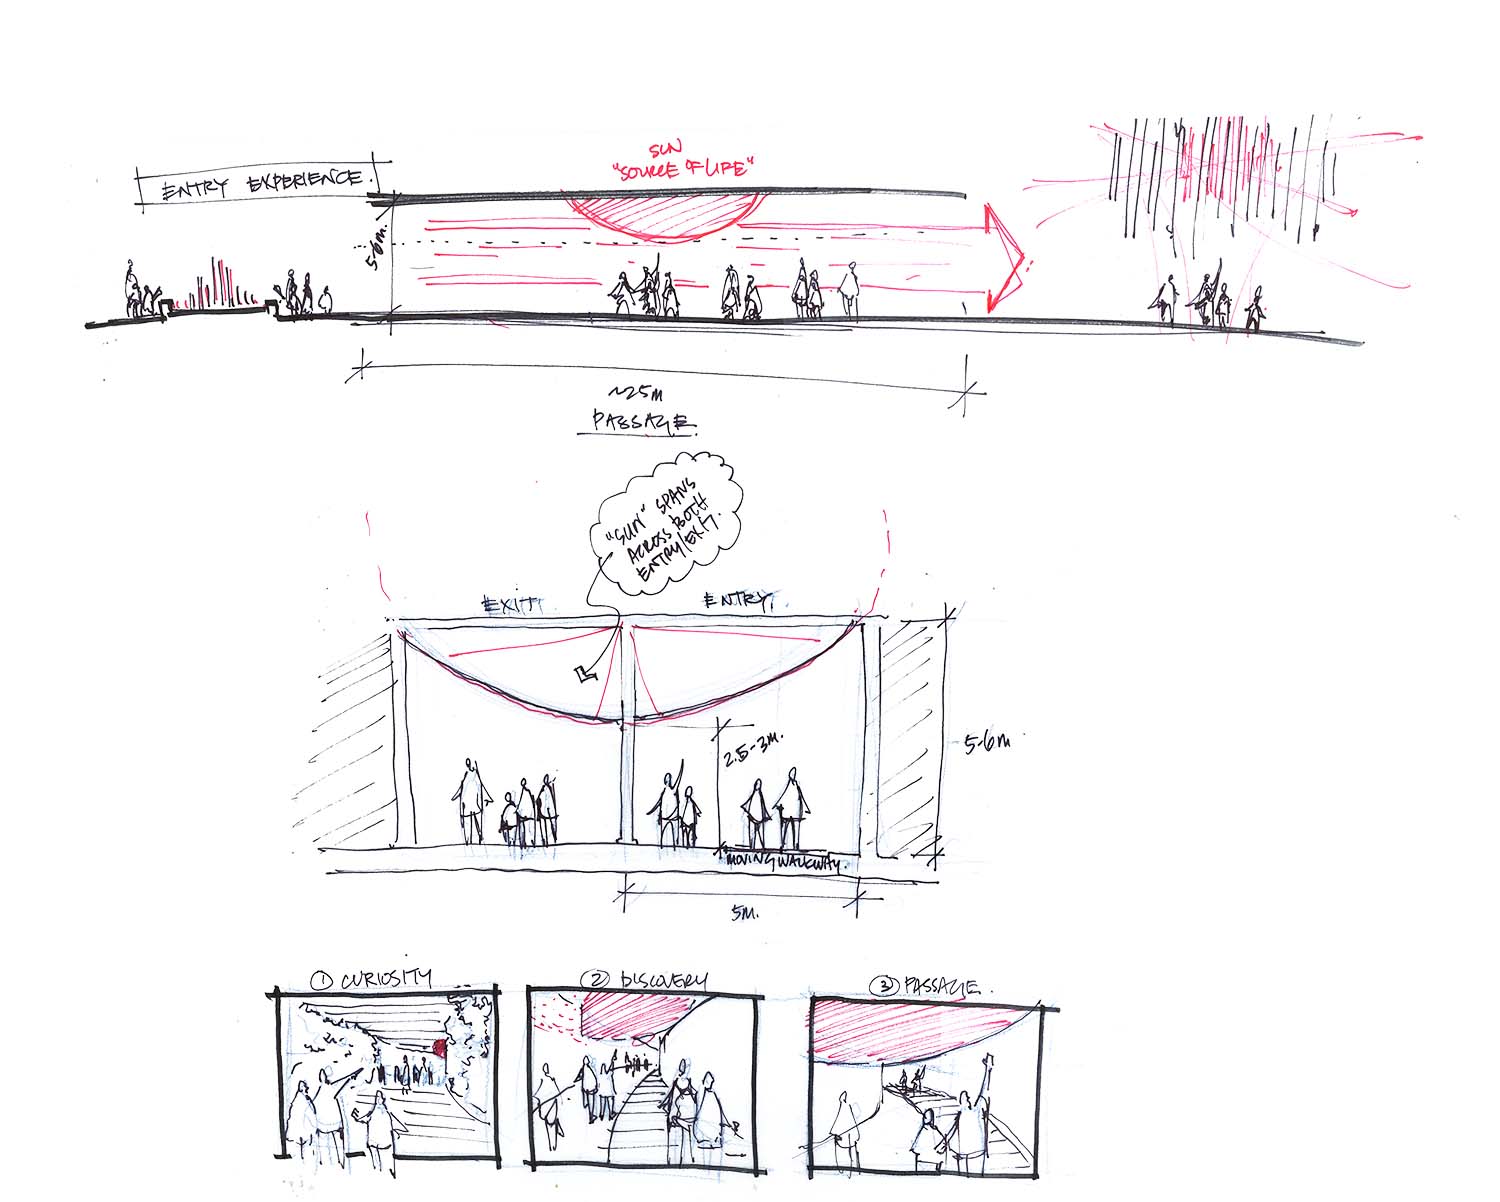 ENTRY EXPERIENCE.
SUN
"SOURCE OF LIFE"
5-6m.
~25m
PASSAGE.
"SUN" SPANS
ACROSS BOTH
ENTRY/EXIT.
EXIT.
ENTRY.
2.5-3m.
5-6m.
MOVING WALKWAY.
5M.
① CURIOSITY
② DISCOVERY
③ PASSAGE.